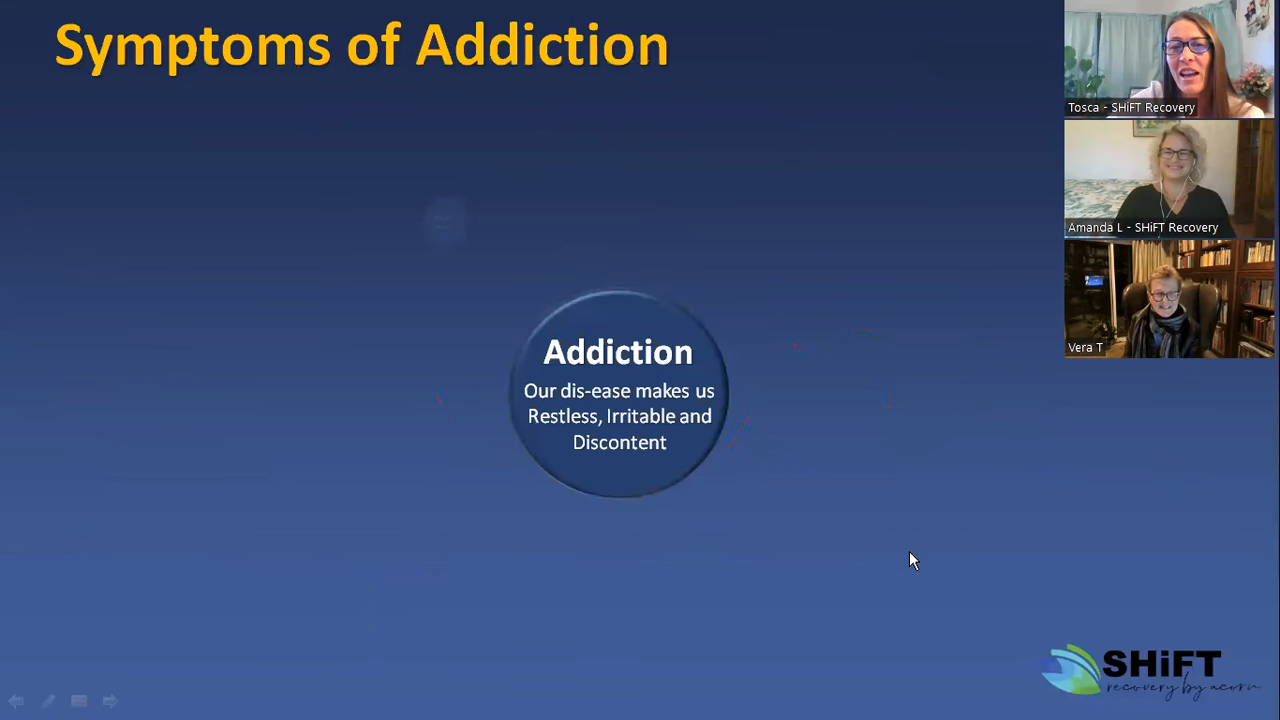 Symptoms of Addiction
Tosca - SHiFT Recovery
Amanda L - SHiFT Recovery
Vera T
Addiction
Our dis-ease makes us
Restless, Irritable and
Discontent
SHiFT
recovery by acorn